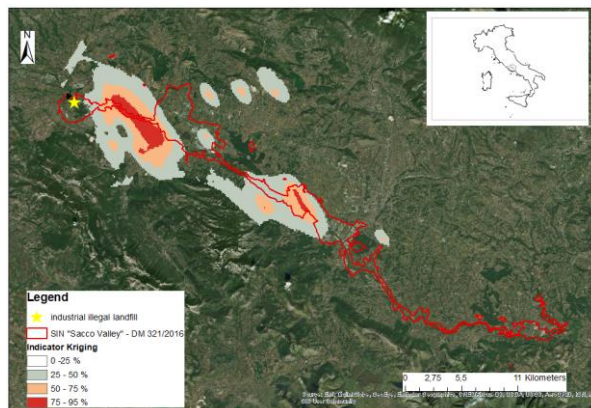 N
Legend
industrial illegal landfill
SIN "Sacco Valley" - DM 321/2016
Indicator Kriging
0 -25 %
25 - 50 %
50 - 75 %
75 - 95 %
0 2,75 5,5 11 Kilometers